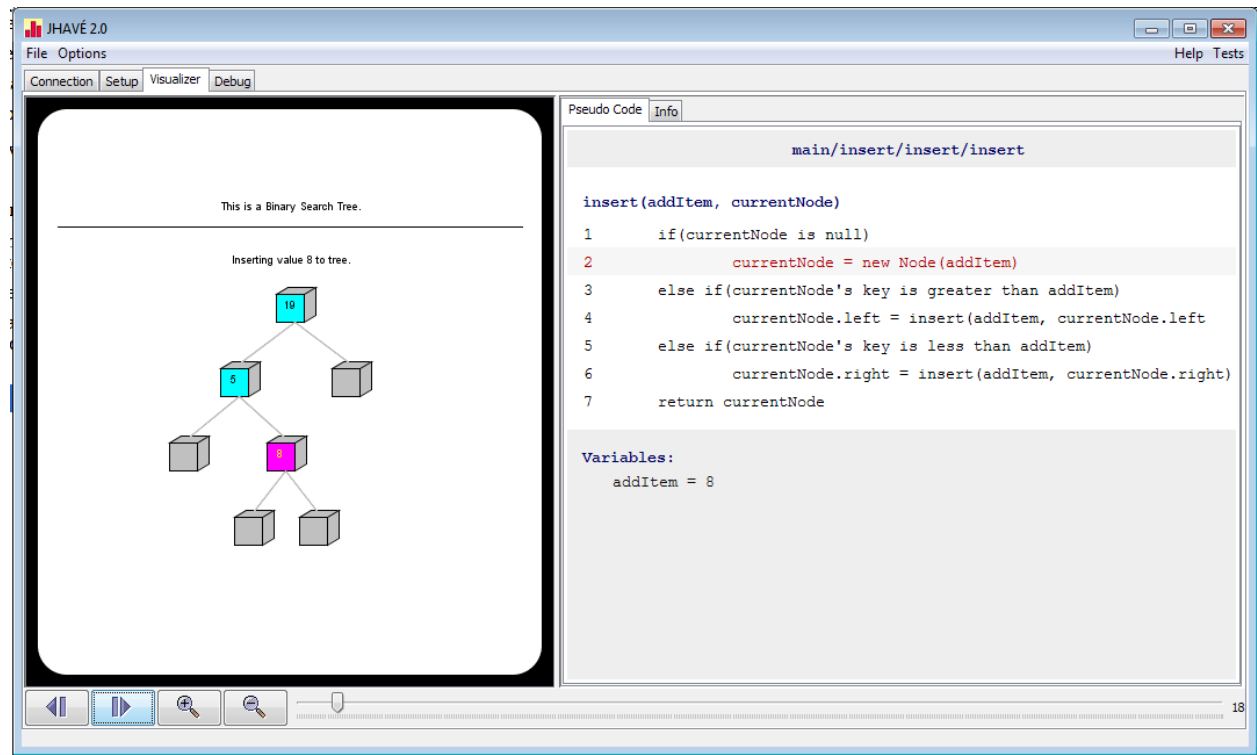 JHAVÉ 2.0
File Options Help Tests
Connection Setup Visualizer Debug
This is a Binary Search Tree.
Inserting value 8 to tree.
19
5
8
Pseudo Code Info
main/insert/insert/insert
insert(addItem, currentNode)
1 if(currentNode is null)
2 currentNode = new Node(addItem)
3 else if(currentNode's key is greater than addItem)
4 currentNode.left = insert(addItem, currentNode.left
5 else if(currentNode's key is less than addItem)
6 currentNode.right = insert(addItem, currentNode.right)
7 return currentNode
Variables:
addItem = 8
18